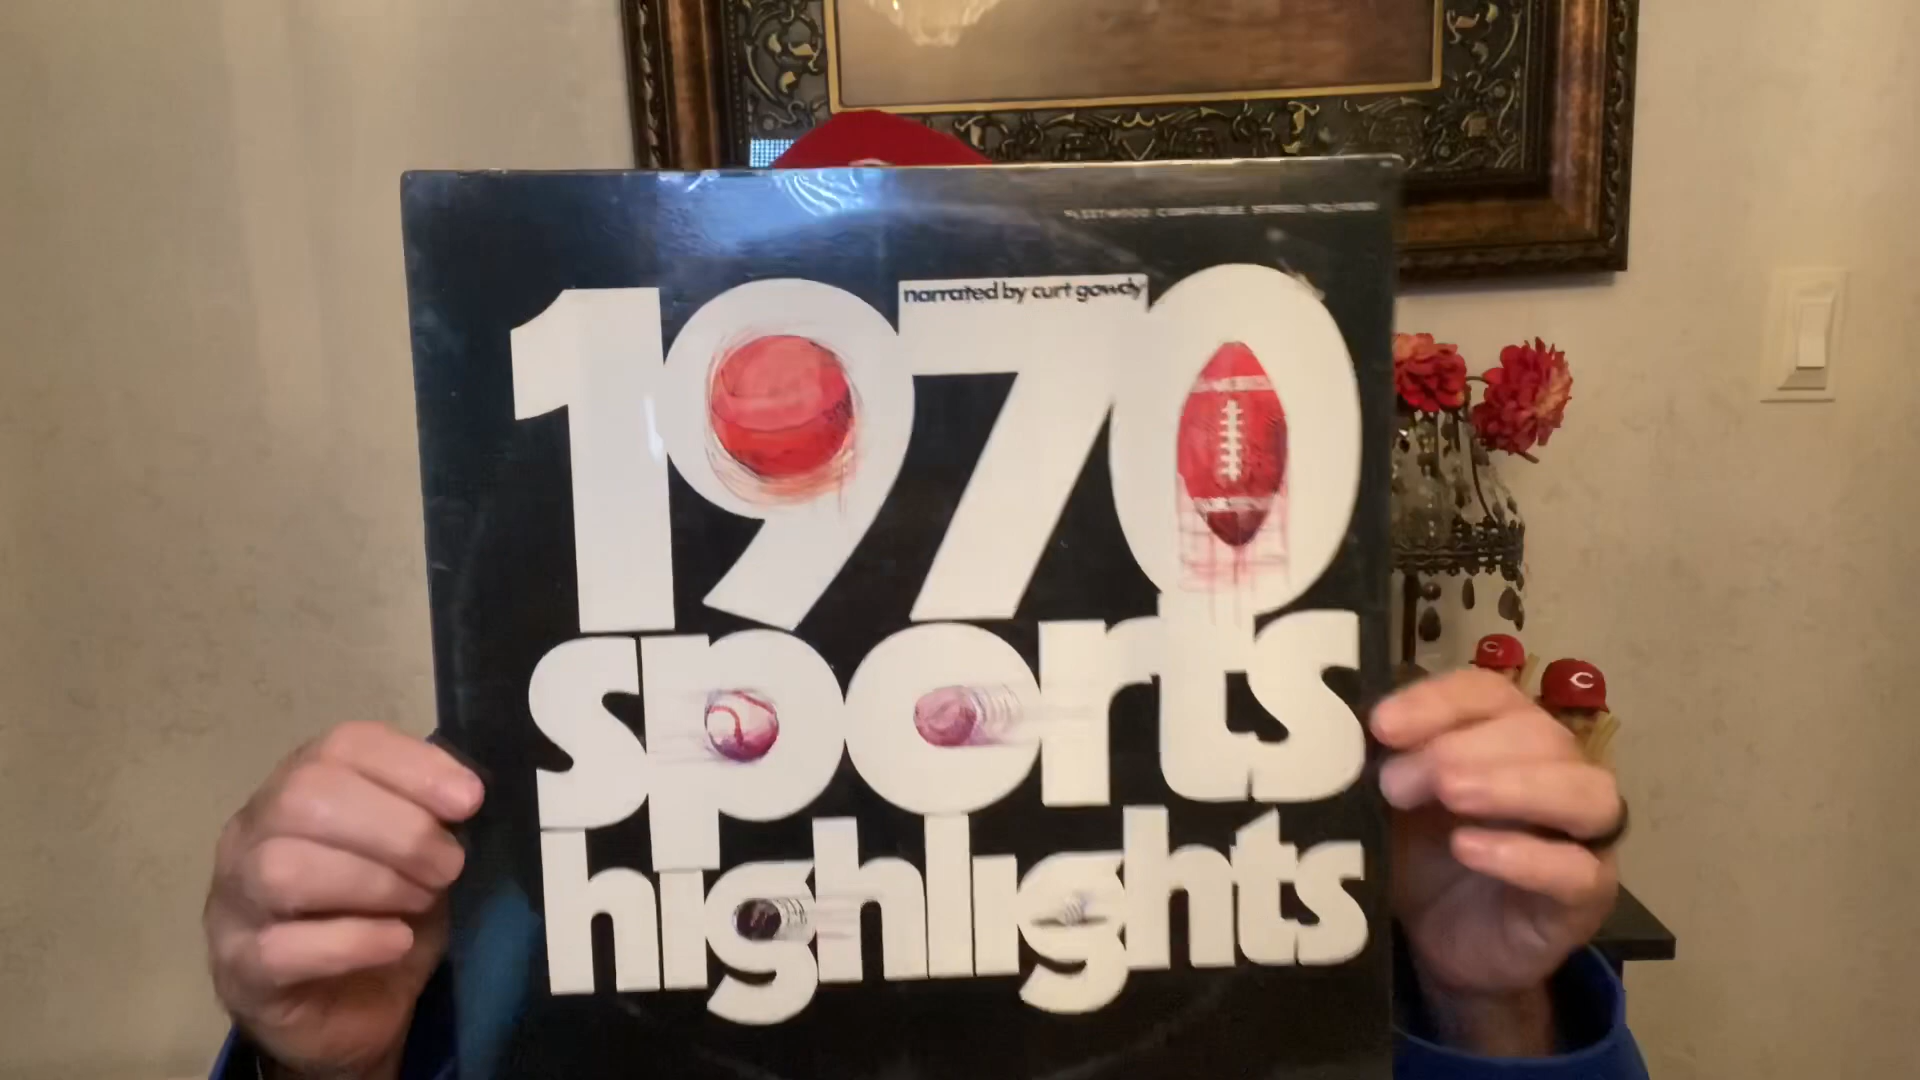 FLEETWOOD COMPATIBLE STEREO
narrated by curt gowdy
1970
sports
highlights
C
C